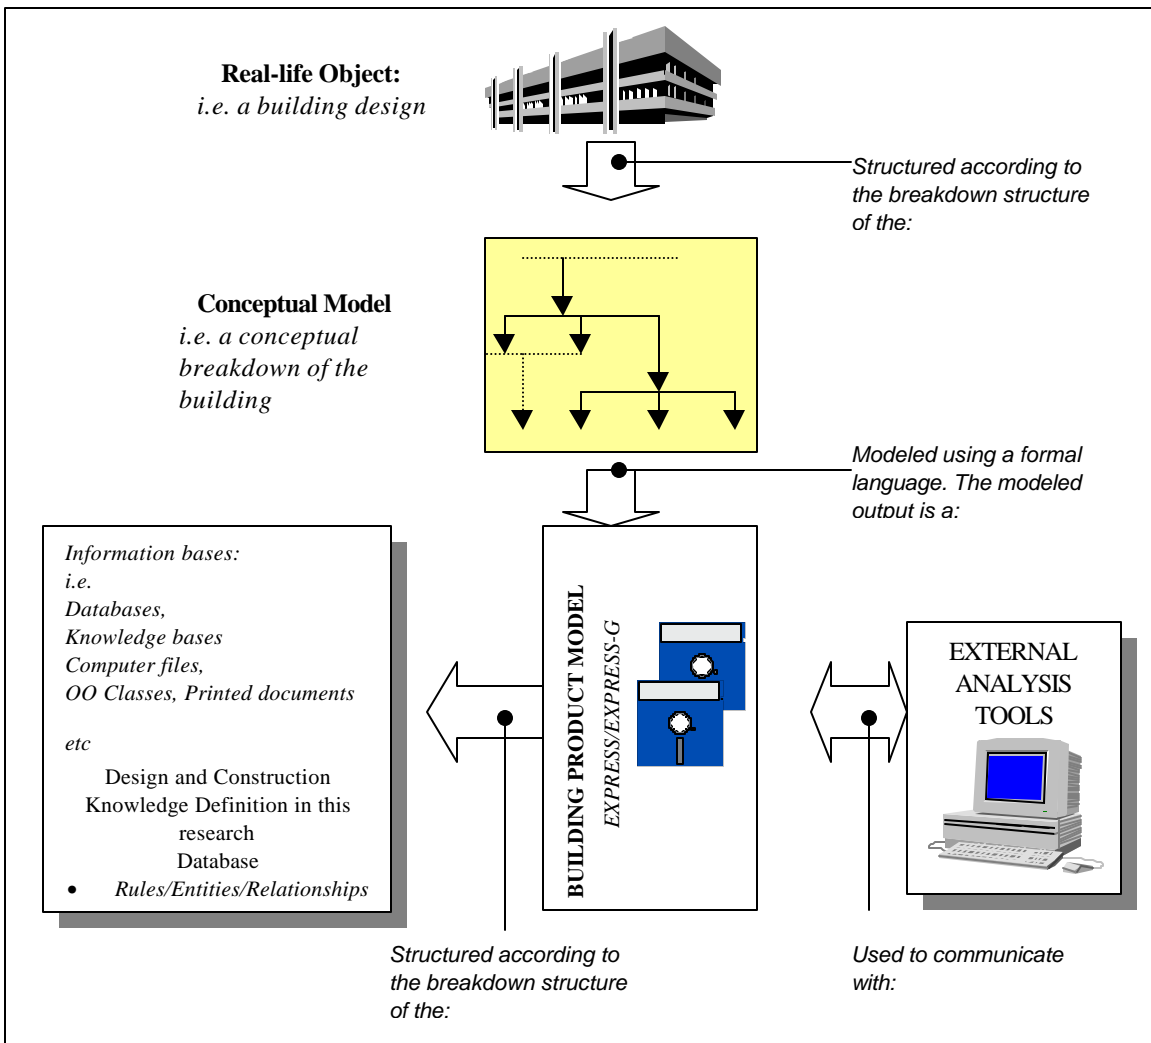 Real-life Object:
i.e. a building design
Structured according to
the breakdown structure
of the:
Conceptual Model
i.e. a conceptual
breakdown of the
building
Modeled using a formal
language. The modeled
output is a:
Information bases:
i.e.
Databases,
Knowledge bases
Computer files,
OO Classes, Printed documents
etc
Design and Construction
Knowledge Definition in this
research
Database
• Rules/Entities/Relationships
BUILDING PRODUCT MODEL
EXPRESS/EXPRESS-G
EXTERNAL
ANALYSIS
TOOLS
Structured according to
the breakdown structure
of the:
Used to communicate
with: